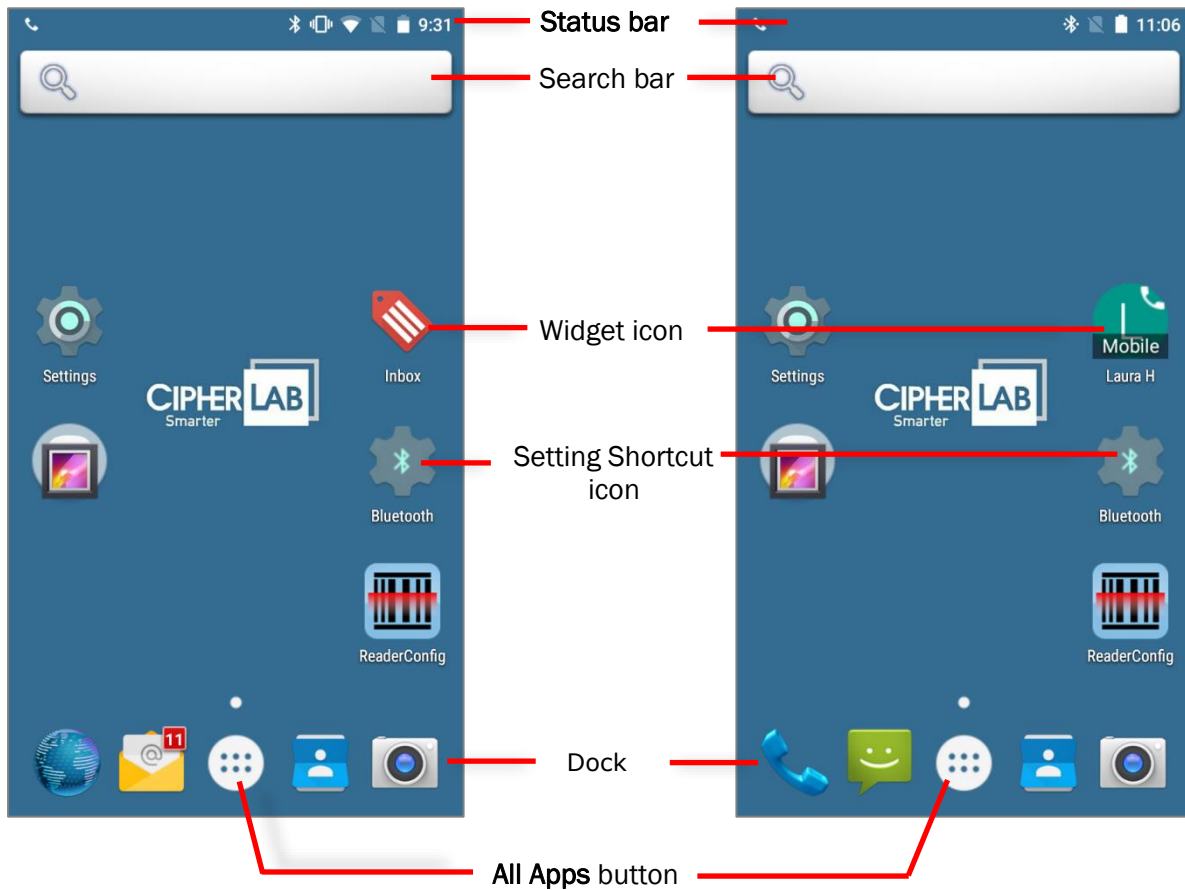 9:31
Status bar
11:06
Search bar
Widget icon
L
Mobile
Settings
Inbox
Settings
Laura H
CIPHERLAB
Smarter
CIPHERLAB
Smarter
Setting Shortcut
icon
Bluetooth
Bluetooth
ReaderConfig
ReaderConfig
@
11
Dock
All Apps button